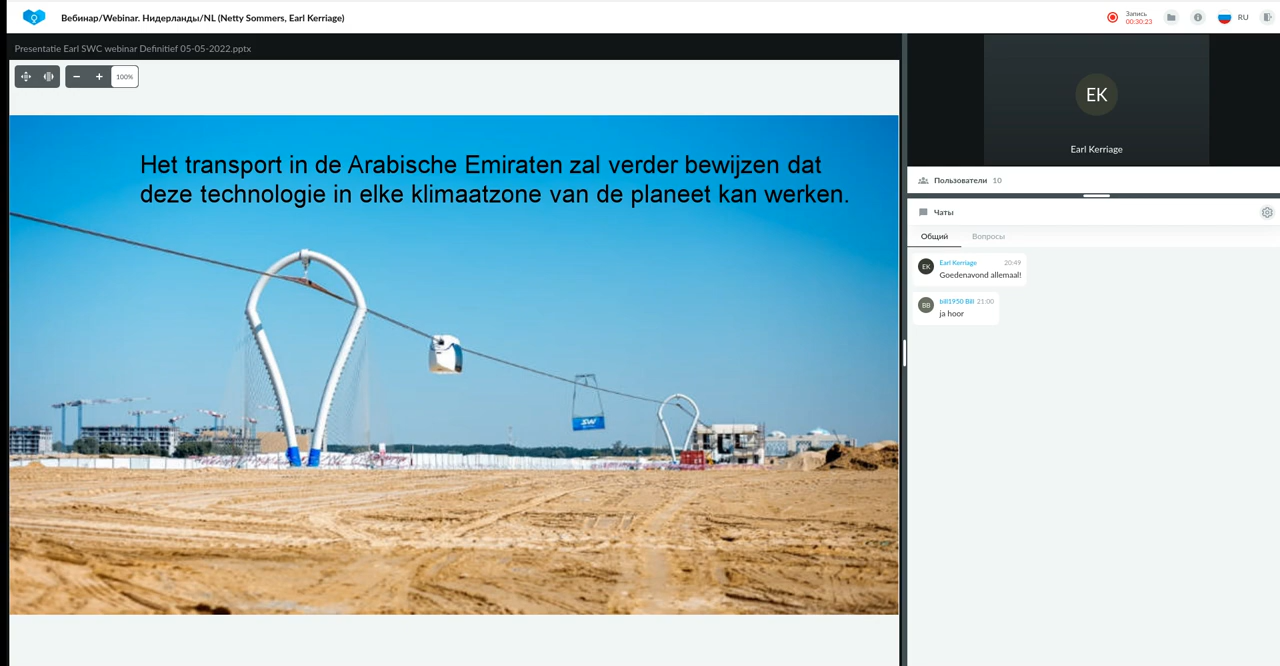 Вебинар/Webinar. Нидерланды/NL (Netty Sommers, Earl Kerriage)
Запись
00:30:23
RU
Presentatie Earl SWC webinar Definitief 05-05-2022.pptx
100%
Het transport in de Arabische Emiraten zal verder bewijzen dat
deze technologie in elke klimaatzone van de planeet kan werken.
SW
EK
Earl Kerriage
Пользователи 10
Чаты
Общий Вопросы
EK
Earl Kerriage 20:49
Goedenavond allemaal!
BB
bill1950 Bill 21:00
ja hoor